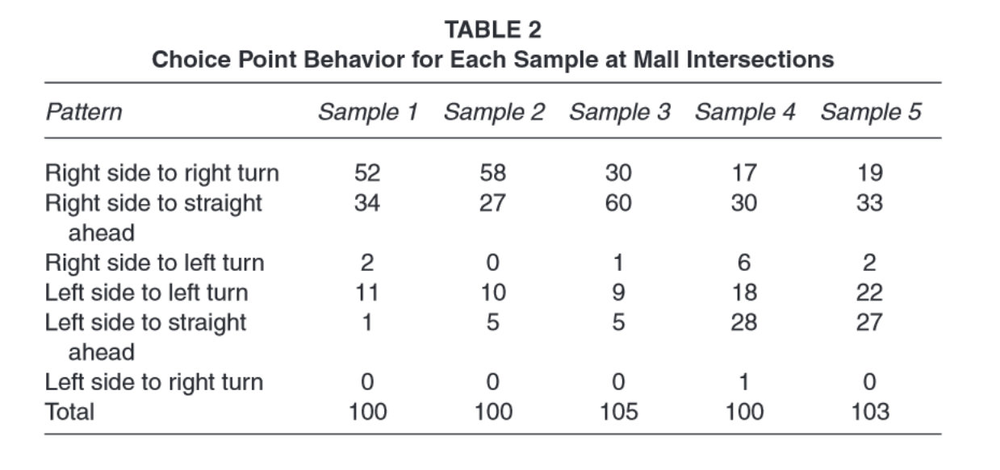 TABLE 2
Choice Point Behavior for Each Sample at Mall Intersections
Pattern Sample 1 Sample 2 Sample 3 Sample 4 Sample 5
Right side to right turn 52 58 30 17 19
Right side to straight 34 27 60 30 33
ahead
Right side to left turn 2 0 1 6 2
Left side to left turn 11 10 9 18 22
Left side to straight 1 5 5 28 27
ahead
Left side to right turn 0 0 0 1 0
Total 100 100 105 100 103